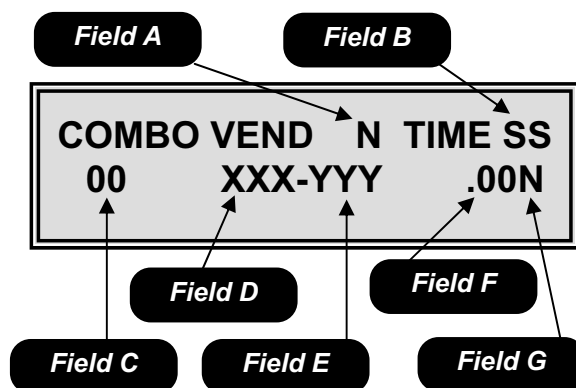 Field A
Field B
COMBO VEND N TIME SS
00 XXX-YYY .00N
Field D
Field F
Field C
Field E
Field G